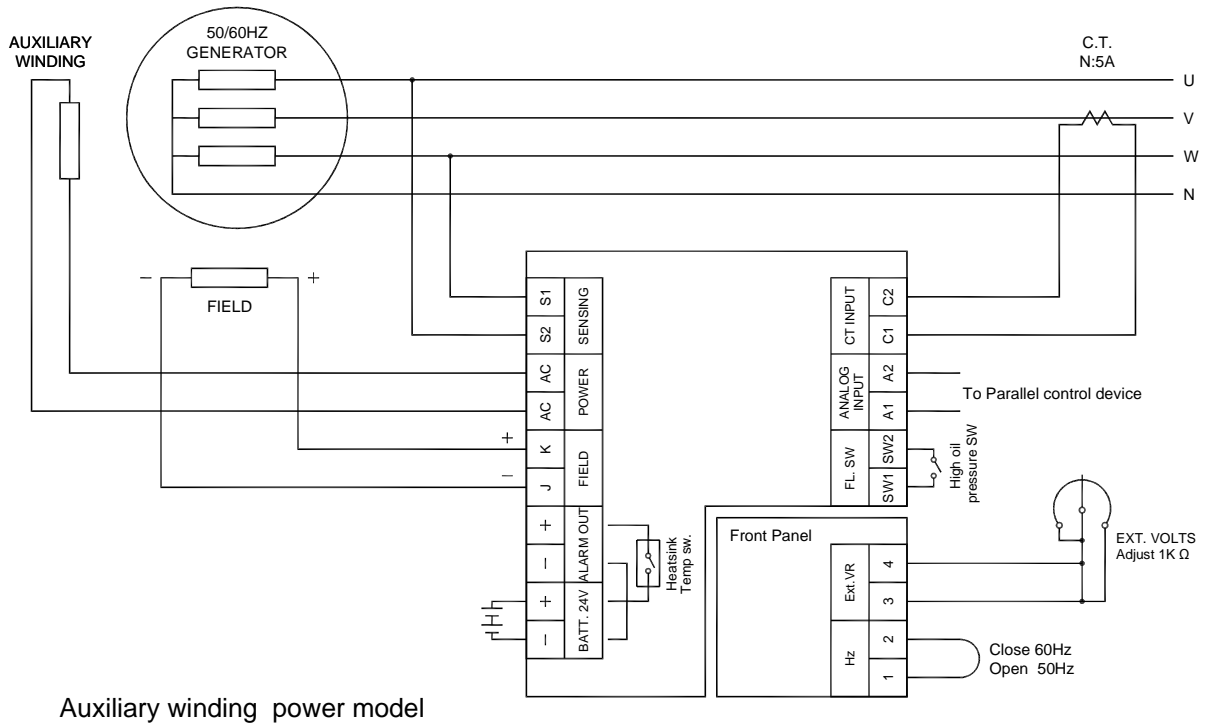 AUXILIARY
WINDING
50/60HZ
GENERATOR
C.T.
N:5A
U
V
W
N
−
+
FIELD
S1
S2
SENSING
AC
AC
POWER
+
−
K
J
FIELD
+
−
ALARM OUT
+
−
BATT. 24V
Heatsink
Temp sw.
CT INPUT
C2
C1
ANALOG
INPUT
A2
A1
To Parallel control device
FL. SW
SW2
SW1
High oil
pressure SW
Front Panel
Ext.VR
4
3
Hz
2
1
EXT. VOLTS
Adjust 1K Ω
Close 60Hz
Open 50Hz
Auxiliary winding power model